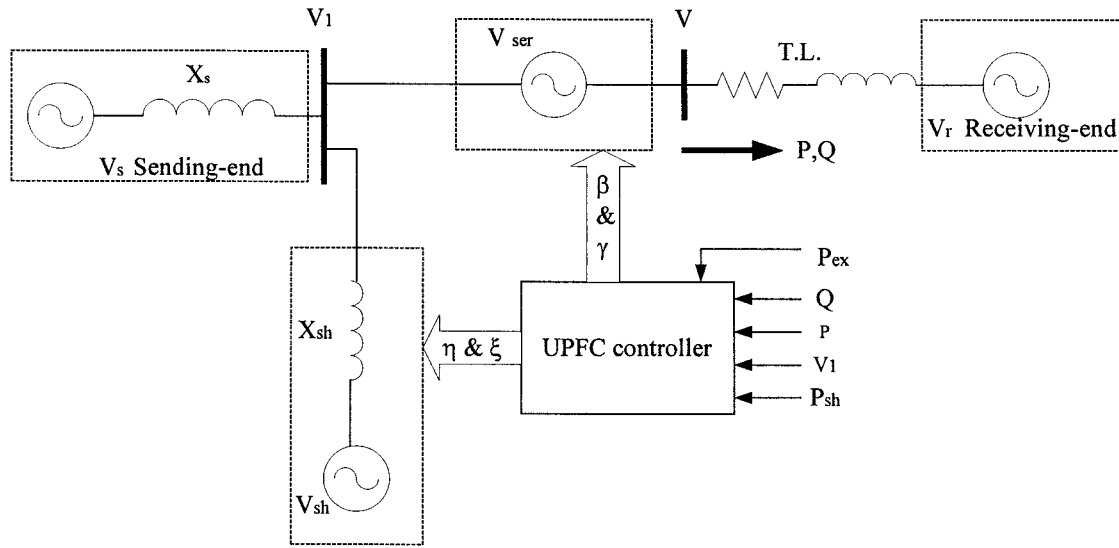 V1
V
V ser
T.L.
Xs
Vs Sending-end
Vr Receiving-end
P,Q
β
&
γ
Pex
Q
P
V1
Psh
Xsh
η & ξ
UPFC controller
Vsh